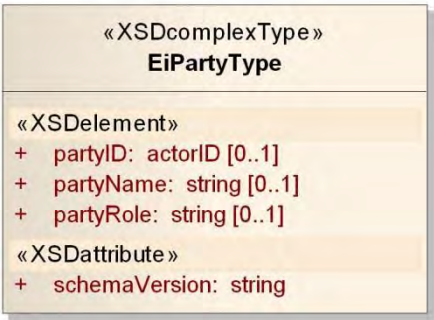 «XSDcomplexType»
EiPartyType
«XSDelement»
+ partyID: actorID [0..1]
+ partyName: string [0..1]
+ partyRole: string [0..1]
«XSDattribute»
+ schemaVersion: string